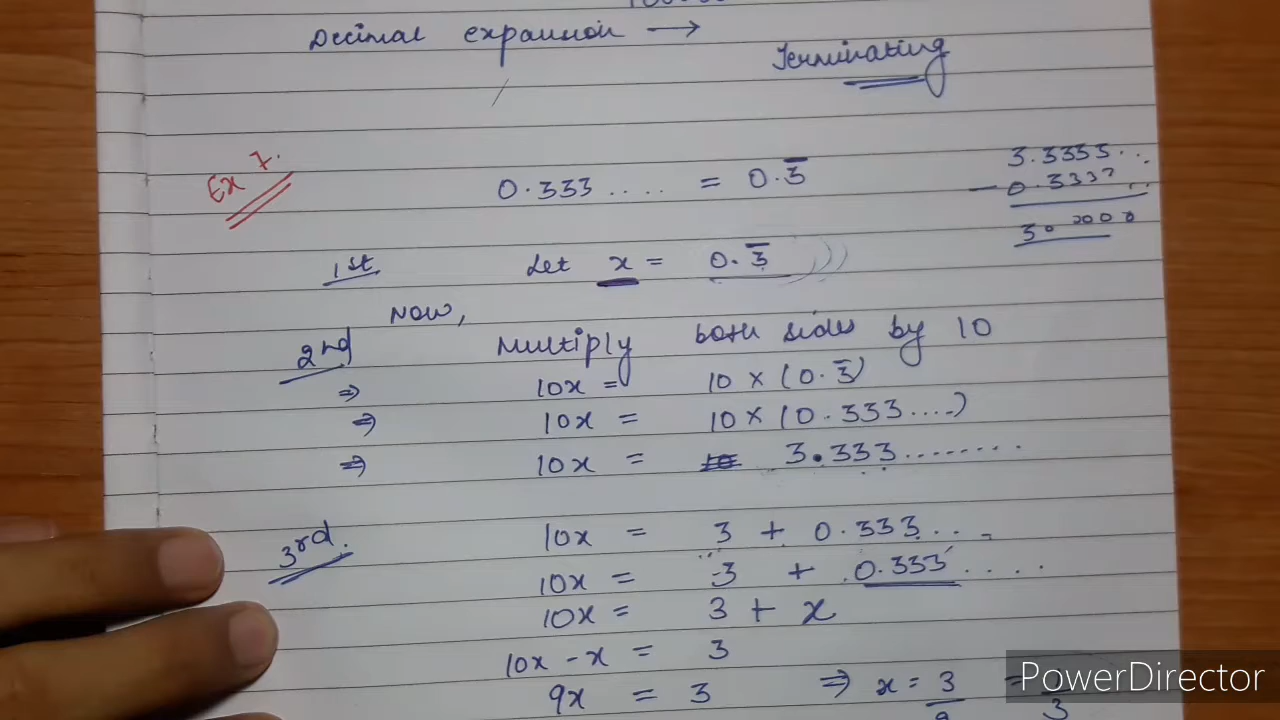 Decimal expansion →
Terminating
Ex 7.
0.333.... = 0.3̅
3.3333...
- 0.3333...
3.0000
1st Let x = 0.3̅
Now,
2nd Multiply both sides by 10
⇒ 10x = 10 × (0.3̅)
⇒ 10x = 10 × (0.333....)
⇒ 10x = 3.333........
3rd. 10x = 3 + 0.333...
10x = 3 + 0.333.....
10x = 3 + x
10x - x = 3
9x = 3 ⇒ x = 3/9 =
PowerDirector